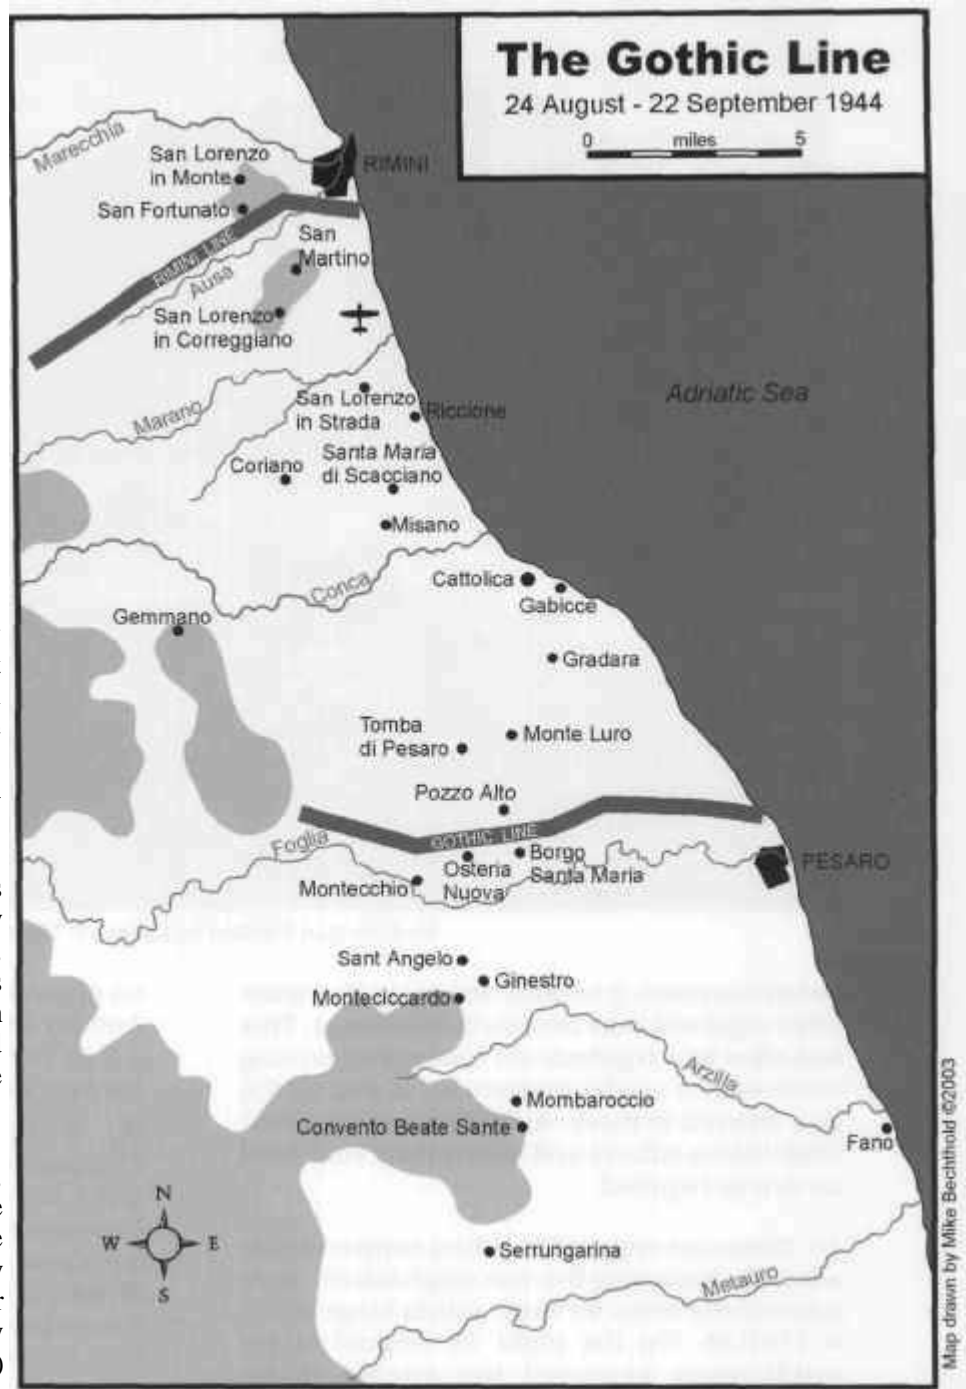 The Gothic Line
24 August - 22 September 1944
0 miles 5
Marecchia
San Lorenzo
in Monte
RIMINI
San Fortunato
RIMINI LINE
San
Martino
Ausa
San Lorenzo
in Correggiano
Adriatic Sea
San Lorenzo
in Strada
Riccione
Marano
Santa Maria
di Scacciano
Coriano
Misano
Conca
Cattolica
Gabicce
Gemmano
Gradara
Tomba
di Pesaro
Monte Luro
Pozzo Alto
GOTHIC LINE
Foglia
Borgo
Santa Maria
Osteria
Nuova
PESARO
Montecchio
Sant Angelo
Ginestro
Monteciccardo
Arzilla
Mombaroccio
Convento Beate Sante
Fano
N
W E
S
Serrungarina
Metauro
Map drawn by Mike Bechthold ©2003